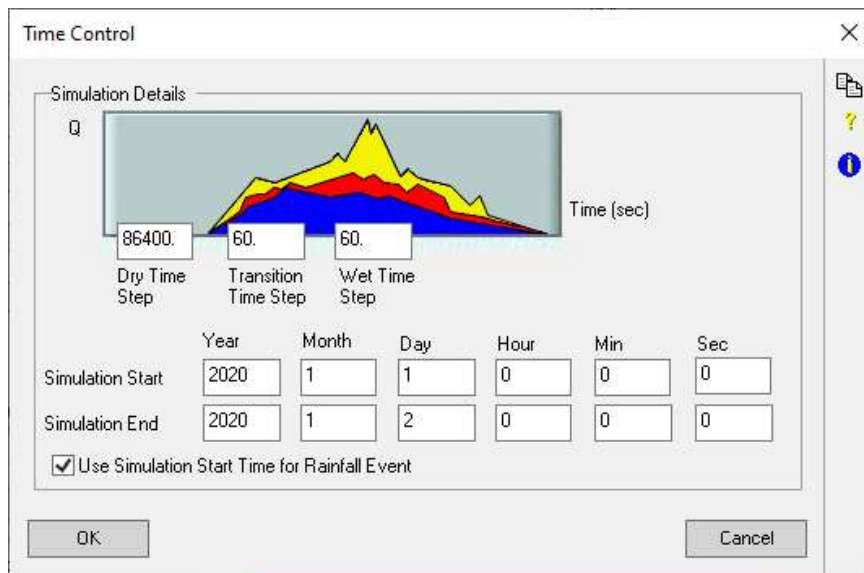 Time Control
Simulation Details
Q
Time (sec)
86400. 60. 60.
Dry Time Transition Wet Time
Step Time Step Step
Year Month Day Hour Min Sec
Simulation Start 2020 1 1 0 0 0
Simulation End 2020 1 2 0 0 0
Use Simulation Start Time for Rainfall Event
OK Cancel